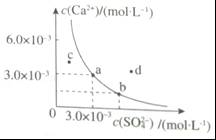 c(Ca²⁺)/(mol·L⁻¹)
6.0×10⁻³
c
a
d
3.0×10⁻³
b
0
3.0×10⁻³
c(SO₄²⁻) /(mol·L⁻¹)